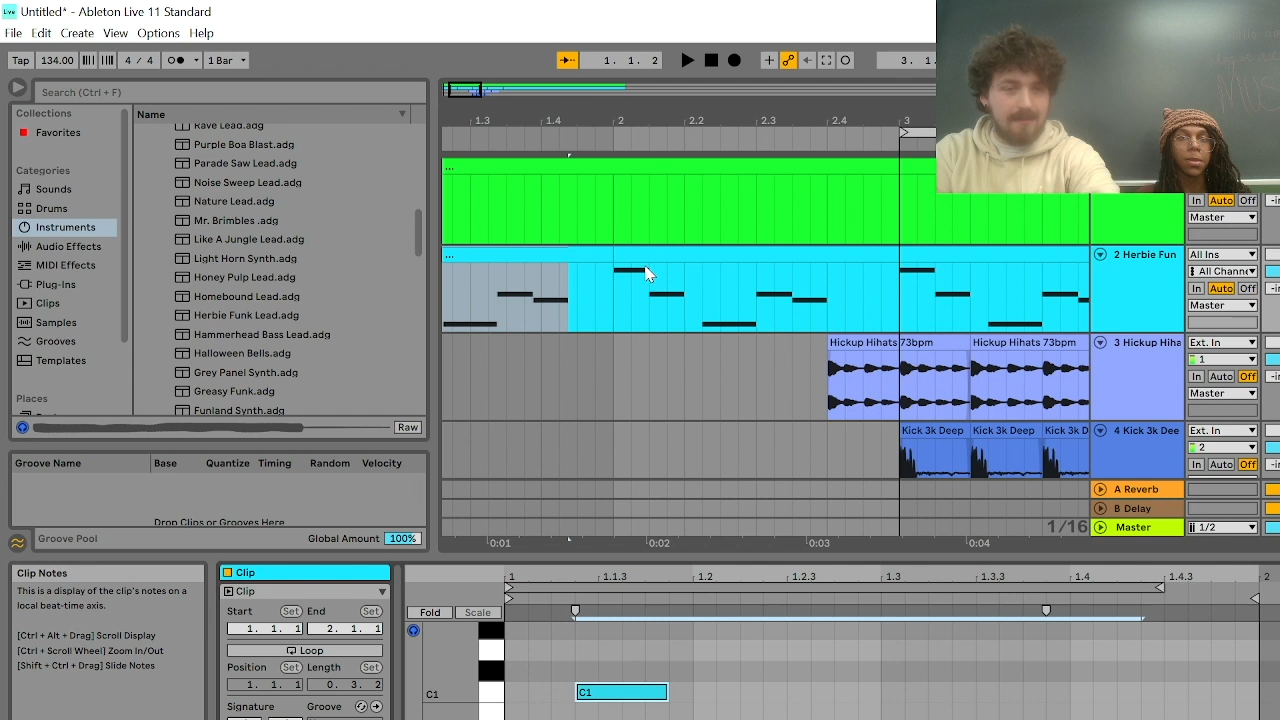 Live Untitled* - Ableton Live 11 Standard
File Edit Create View Options Help
Tap 134.00 4 / 4 1 Bar 1. 1. 2 3. 1.
Search (Ctrl + F)
Collections
Favorites
Categories
Sounds
Drums
Instruments
Audio Effects
MIDI Effects
Plug-Ins
Clips
Samples
Grooves
Templates
Places
Name
Rave Lead.adg
Purple Boa Blast.adg
Parade Saw Lead.adg
Noise Sweep Lead.adg
Nature Lead.adg
Mr. Brimbles .adg
Like A Jungle Lead.adg
Light Horn Synth.adg
Honey Pulp Lead.adg
Homebound Lead.adg
Herbie Funk Lead.adg
Hammerhead Bass Lead.adg
Halloween Bells.adg
Grey Panel Synth.adg
Greasy Funk.adg
Funland Synth.adg
Raw
Groove Name Base Quantize Timing Random Velocity
Drop Clips or Grooves Here
Groove Pool Global Amount 100%
1.3 1.4 2 2.2 2.3 2.4 3
...
...
Hickup Hihats 73bpm Hickup Hihats 73bpm
Kick 3k Deep Kick 3k Deep Kick 3k D
1/16
0:01 0:02 0:03 0:04
MUS
In Auto Off
Master
2 Herbie Fun All Ins
All Channe
In Auto Off
Master
3 Hickup Hiha Ext. In
1
In Auto Off
Master
4 Kick 3k Dee Ext. In
2
In Auto Off
A Reverb
B Delay
Master 1/2
Clip Notes
This is a display of the clip's notes on a
local beat-time axis.
[Ctrl + Alt + Drag] Scroll Display
[Ctrl + Scroll Wheel] Zoom In/Out
[Shift + Ctrl + Drag] Slide Notes
Clip
Clip
Start Set End Set
1. 1. 1 2. 1. 1
Loop
Position Set Length Set
1. 1. 1 0. 3. 2
Signature Groove
1 1.1.3 1.2 1.2.3 1.3 1.3.3 1.4 1.4.3 2
Fold Scale
C1
C1